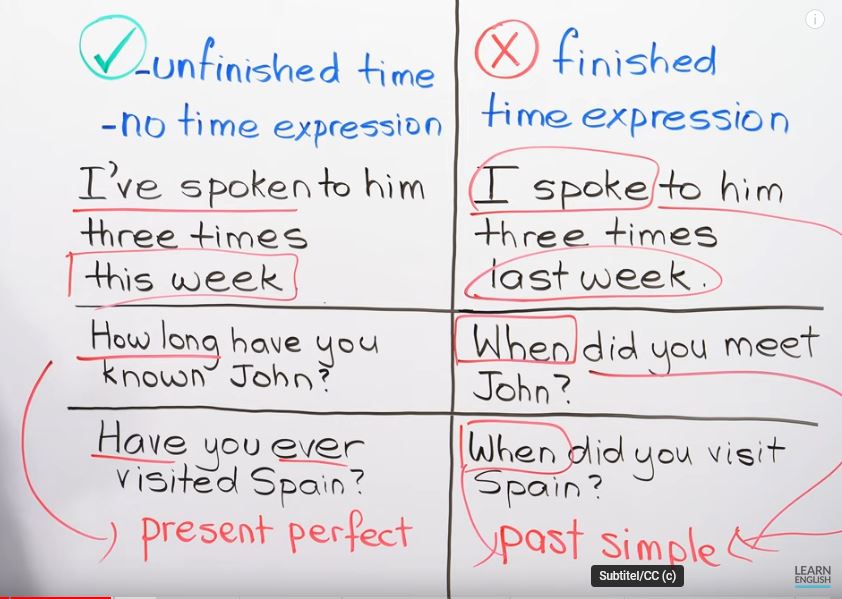 -unfinished time
-no time expression
I've spoken to him
three times
this week
How long have you
known John?
Have you ever
visited Spain?
present perfect
finished
time expression
I spoke to him
three times
last week.
When did you meet
John?
When did you visit
Spain?
past simple
Subtitel/CC (c)
LEARN
ENGLISH
i